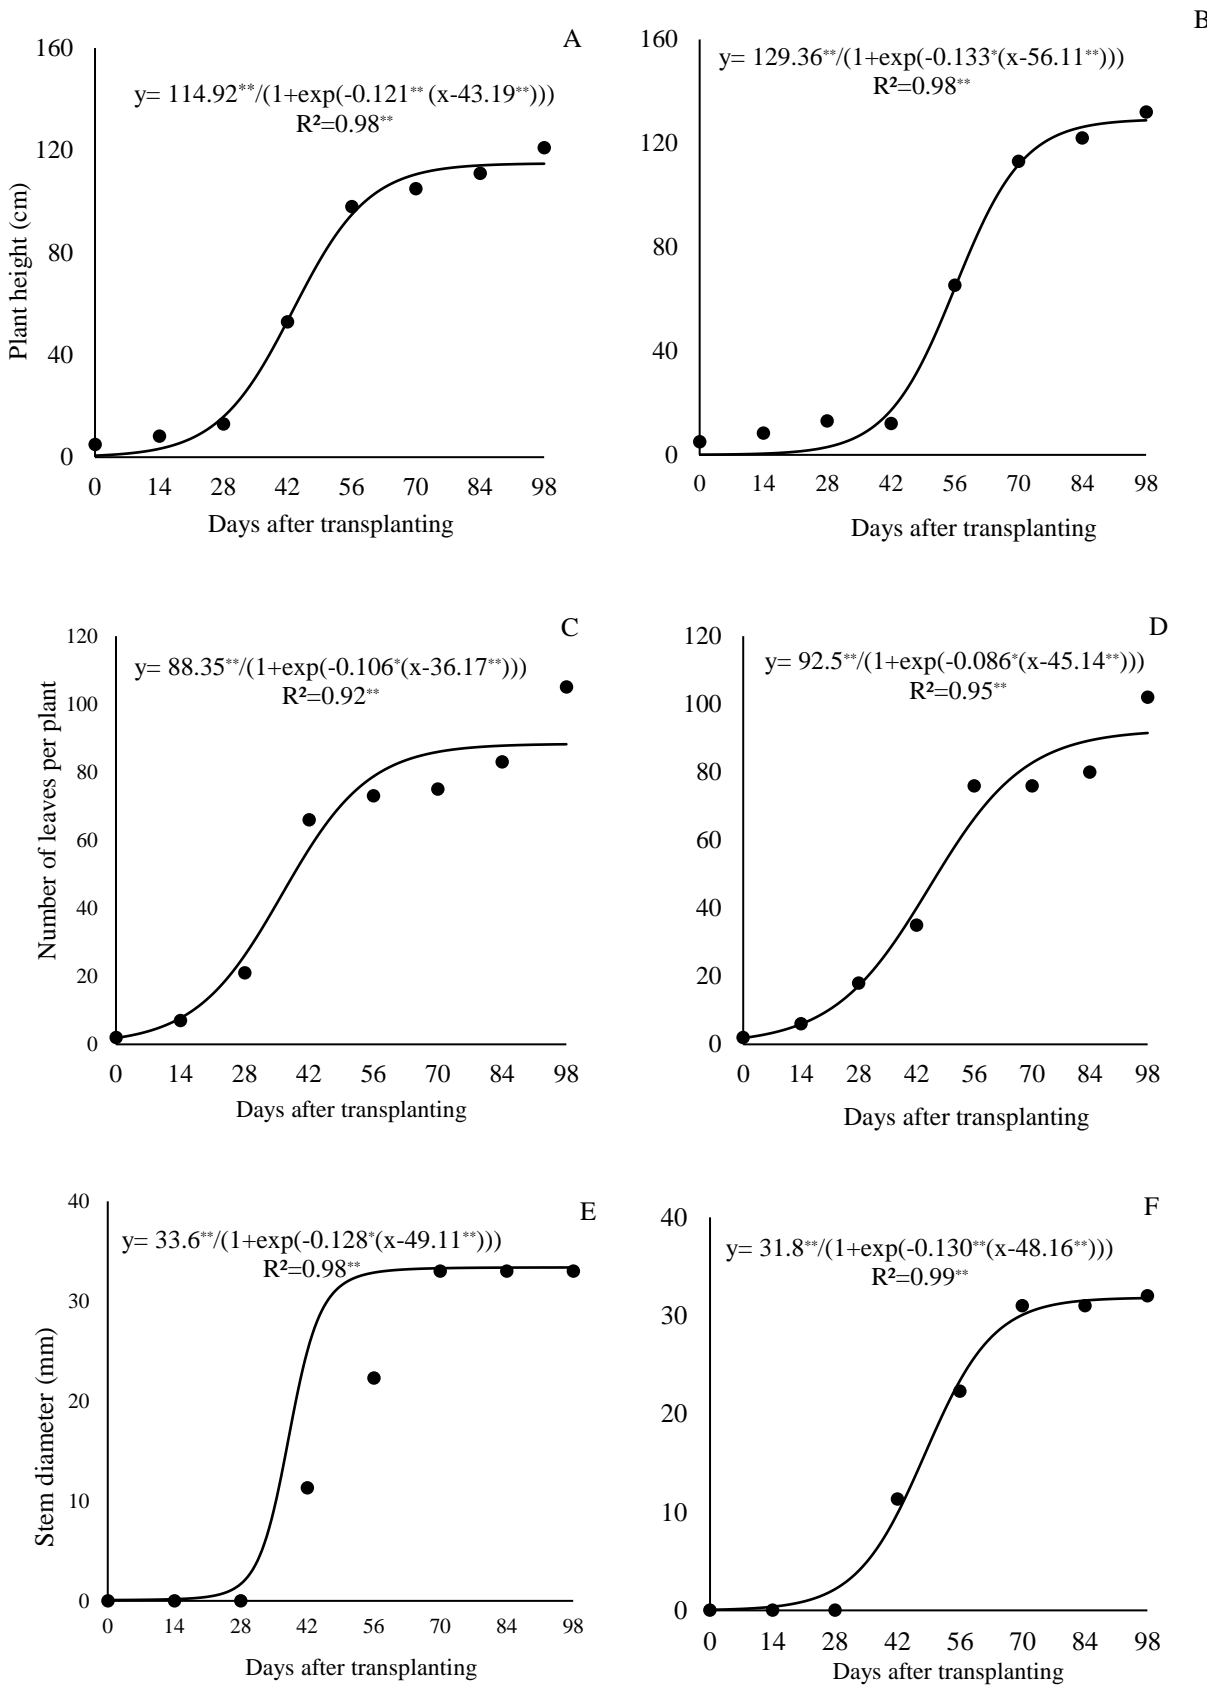 A
160
y= 114.92**/(1+exp(-0.121** (x-43.19**)))
R²=0.98**
120
80
40
0
Plant height (cm)
0 14 28 42 56 70 84 98
Days after transplanting
B
160
y= 129.36**/(1+exp(-0.133*(x-56.11**)))
R²=0.98**
120
80
40
0
0 14 28 42 56 70 84 98
Days after transplanting
C
120
y= 88.35**/(1+exp(-0.106*(x-36.17**)))
R²=0.92**
100
80
60
40
20
0
Number of leaves per plant
0 14 28 42 56 70 84 98
Days after transplanting
D
120
y= 92.5**/(1+exp(-0.086*(x-45.14**)))
R²=0.95**
100
80
60
40
20
0
0 14 28 42 56 70 84 98
Days after transplanting
E
40
y= 33.6**/(1+exp(-0.128*(x-49.11**)))
R²=0.98**
30
20
10
0
Stem diameter (mm)
0 14 28 42 56 70 84 98
Days after transplanting
F
40
y= 31.8**/(1+exp(-0.130**(x-48.16**)))
R²=0.99**
30
20
10
0
0 14 28 42 56 70 84 98
Days after transplanting